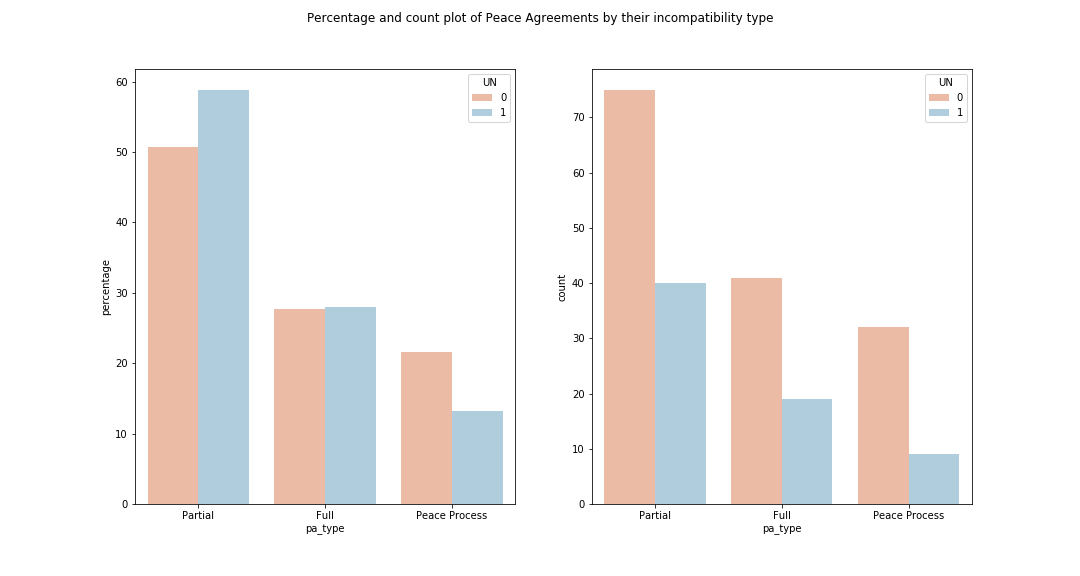 Percentage and count plot of Peace Agreements by their incompatibility type
percentage
60
50
40
30
20
10
0
UN
0
1
Partial Full Peace Process
pa_type
count
70
60
50
40
30
20
10
0
UN
0
1
Partial Full Peace Process
pa_type